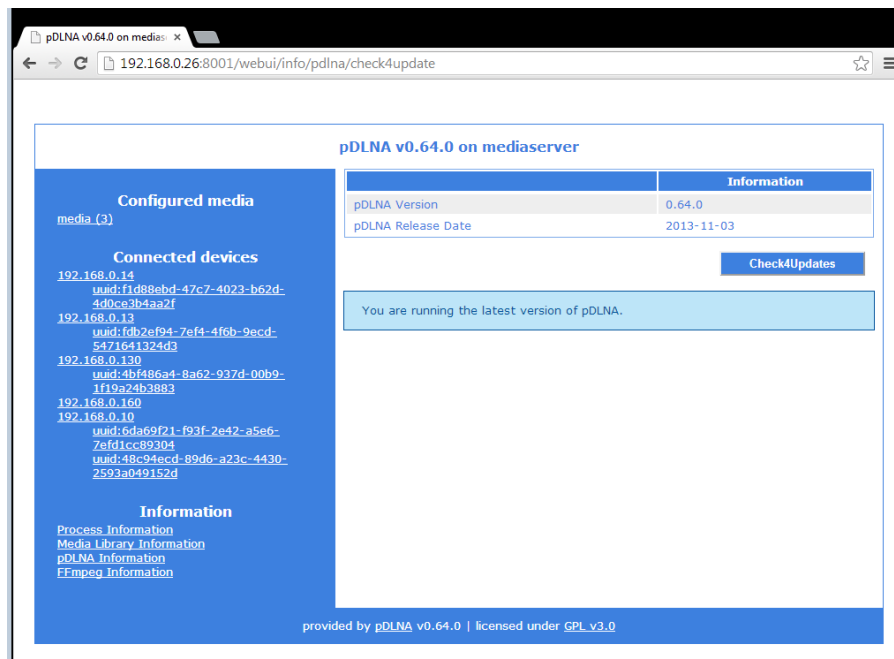 pDLNA v0.64.0 on medias
192.168.0.26:8001/webui/info/pdlna/check4update
pDLNA v0.64.0 on mediaserver
Configured media
media (3)
Connected devices
192.168.0.14
uuid:f1d88ebd-47c7-4023-b62d-
4d0ce3b4aa2f
192.168.0.13
uuid:fdb2ef94-7ef4-4f6b-9ecd-
5471641324d3
192.168.0.130
uuid:4bf486a4-8a62-937d-00b9-
1f19a24b3883
192.168.0.160
192.168.0.10
uuid:6da69f21-f93f-2e42-a5e6-
7efd1cc89304
uuid:48c94ecd-89d6-a23c-4430-
2593a049152d
Information
Process Information
Media Library Information
pDLNA Information
FFmpeg Information
Information
pDLNA Version 0.64.0
pDLNA Release Date 2013-11-03
Check4Updates
You are running the latest version of pDLNA.
provided by pDLNA v0.64.0 | licensed under GPL v3.0